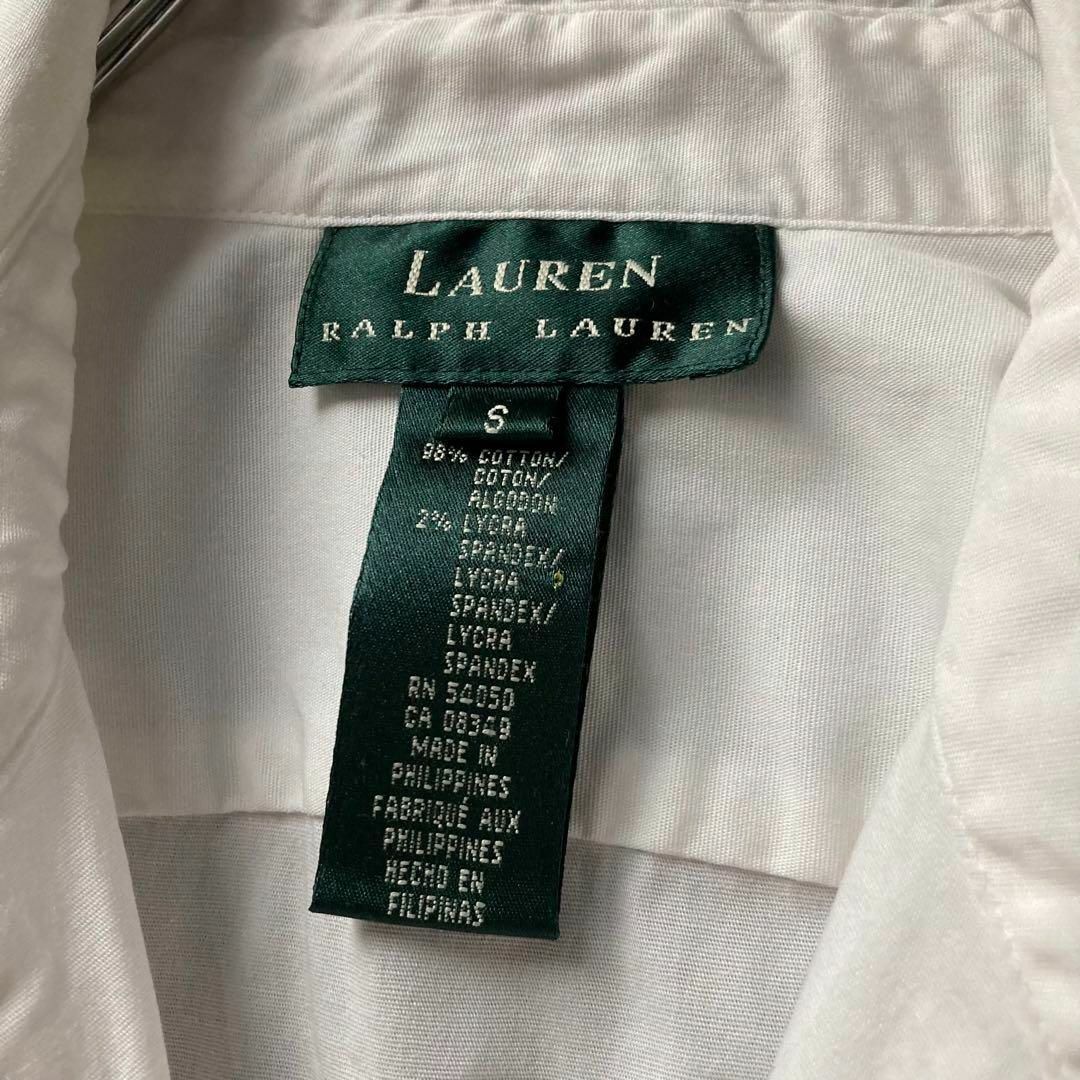 LAUREN
RALPH LAUREN
S
98% COTTON/
COTON/
ALGODON
2% LYCRA
SPANDEX/
LYCRA
SPANDEX/
LYCRA
SPANDEX
RN 54050
CA 08349
MADE IN
PHILIPPINES
FABRIQUÉ AUX
PHILIPPINES
HECHO EN
FILIPINAS